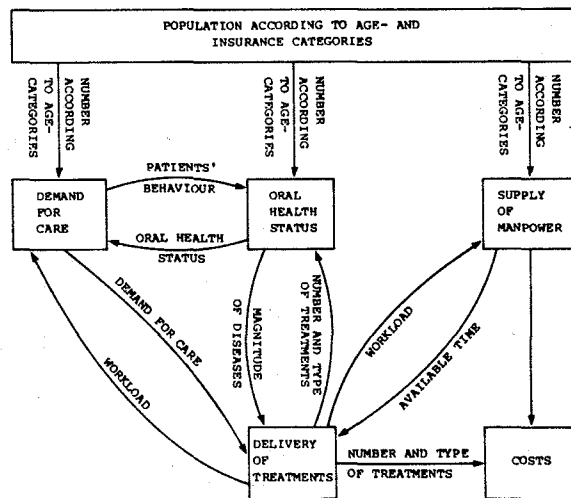 POPULATION ACCORDING TO AGE- AND
INSURANCE CATEGORIES
NUMBER
ACCORDING
TO AGE-
CATEGORIES
NUMBER
ACCORDING
TO AGE-
CATEGORIES
NUMBER
ACCORDING
TO AGE-
CATEGORIES
PATIENTS'
BEHAVIOUR
DEMAND
FOR
CARE
ORAL
HEALTH
STATUS
SUPPLY
OF
MANPOWER
ORAL HEALTH
STATUS
DEMAND FOR CARE
WORKLOAD
MAGNITUDE
OF DISEASES
NUMBER AND TYPE
OF TREATMENTS
WORKLOAD
AVAILABLE TIME
DELIVERY
OF
TREATMENTS
NUMBER AND TYPE
OF TREATMENTS
COSTS